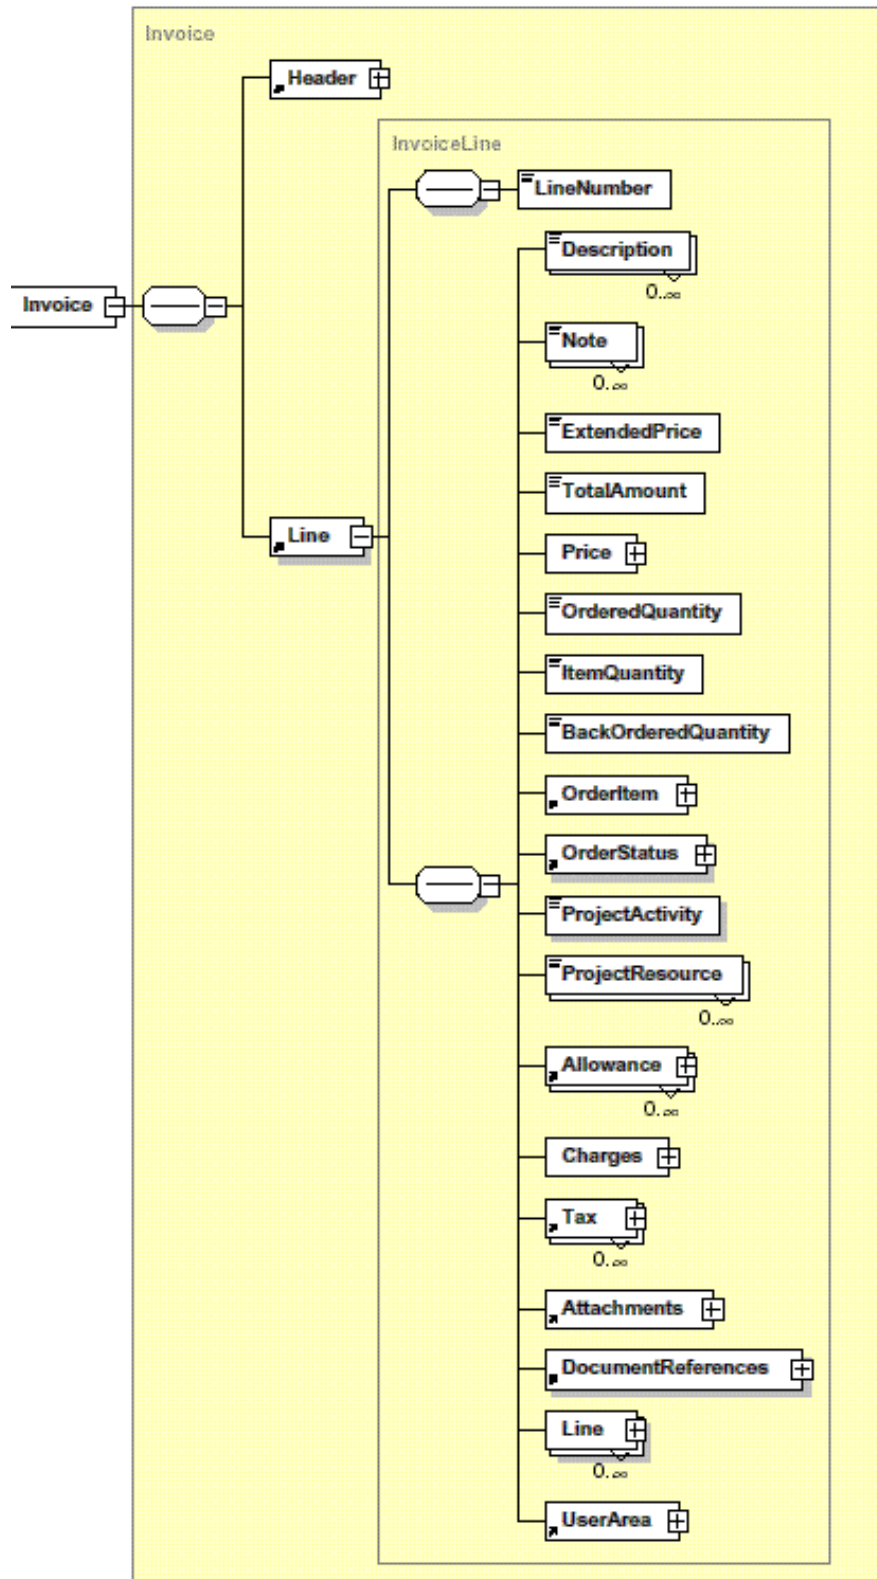 Invoice
Header
InvoiceLine
LineNumber
Description
0..∞
Invoice
Note
0..∞
ExtendedPrice
TotalAmount
Line
Price
OrderedQuantity
ItemQuantity
BackOrderedQuantity
OrderItem
OrderStatus
ProjectActivity
ProjectResource
0..∞
Allowance
0..∞
Charges
Tax
0..∞
Attachments
DocumentReferences
Line
0..∞
UserArea